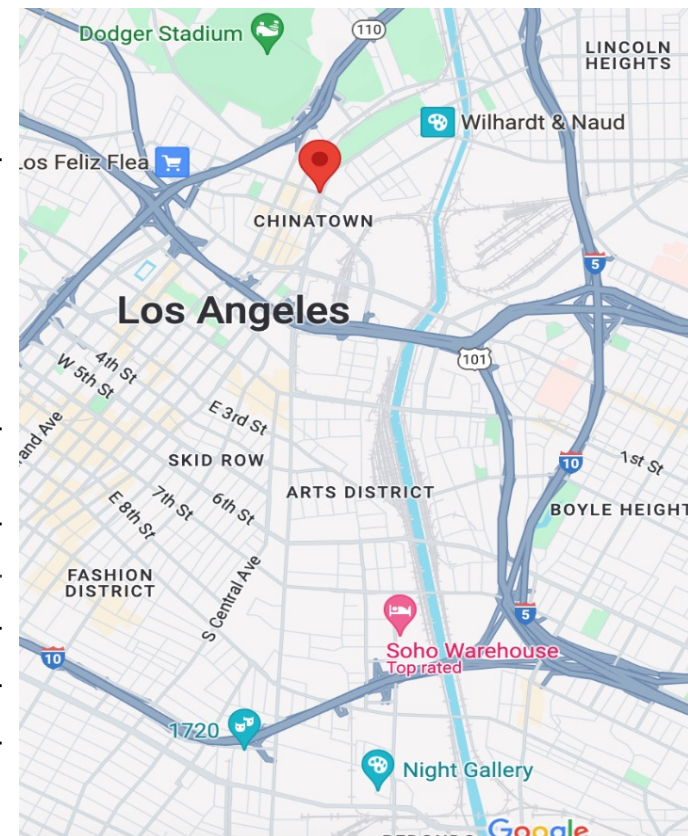 Dodger Stadium
110
LINCOLN
HEIGHTS
Wilhardt & Naud
Los Feliz Flea
CHINATOWN
5
Los Angeles
101
4th St
W 5th St
E 3rd St
rand Ave
SKID ROW
10
1st St
7th St
6th St
ARTS DISTRICT
E 8th St
BOYLE HEIGHT
FASHION
DISTRICT
S Central Ave
5
Soho Warehouse
Top rated
10
1720
Night Gallery
Google